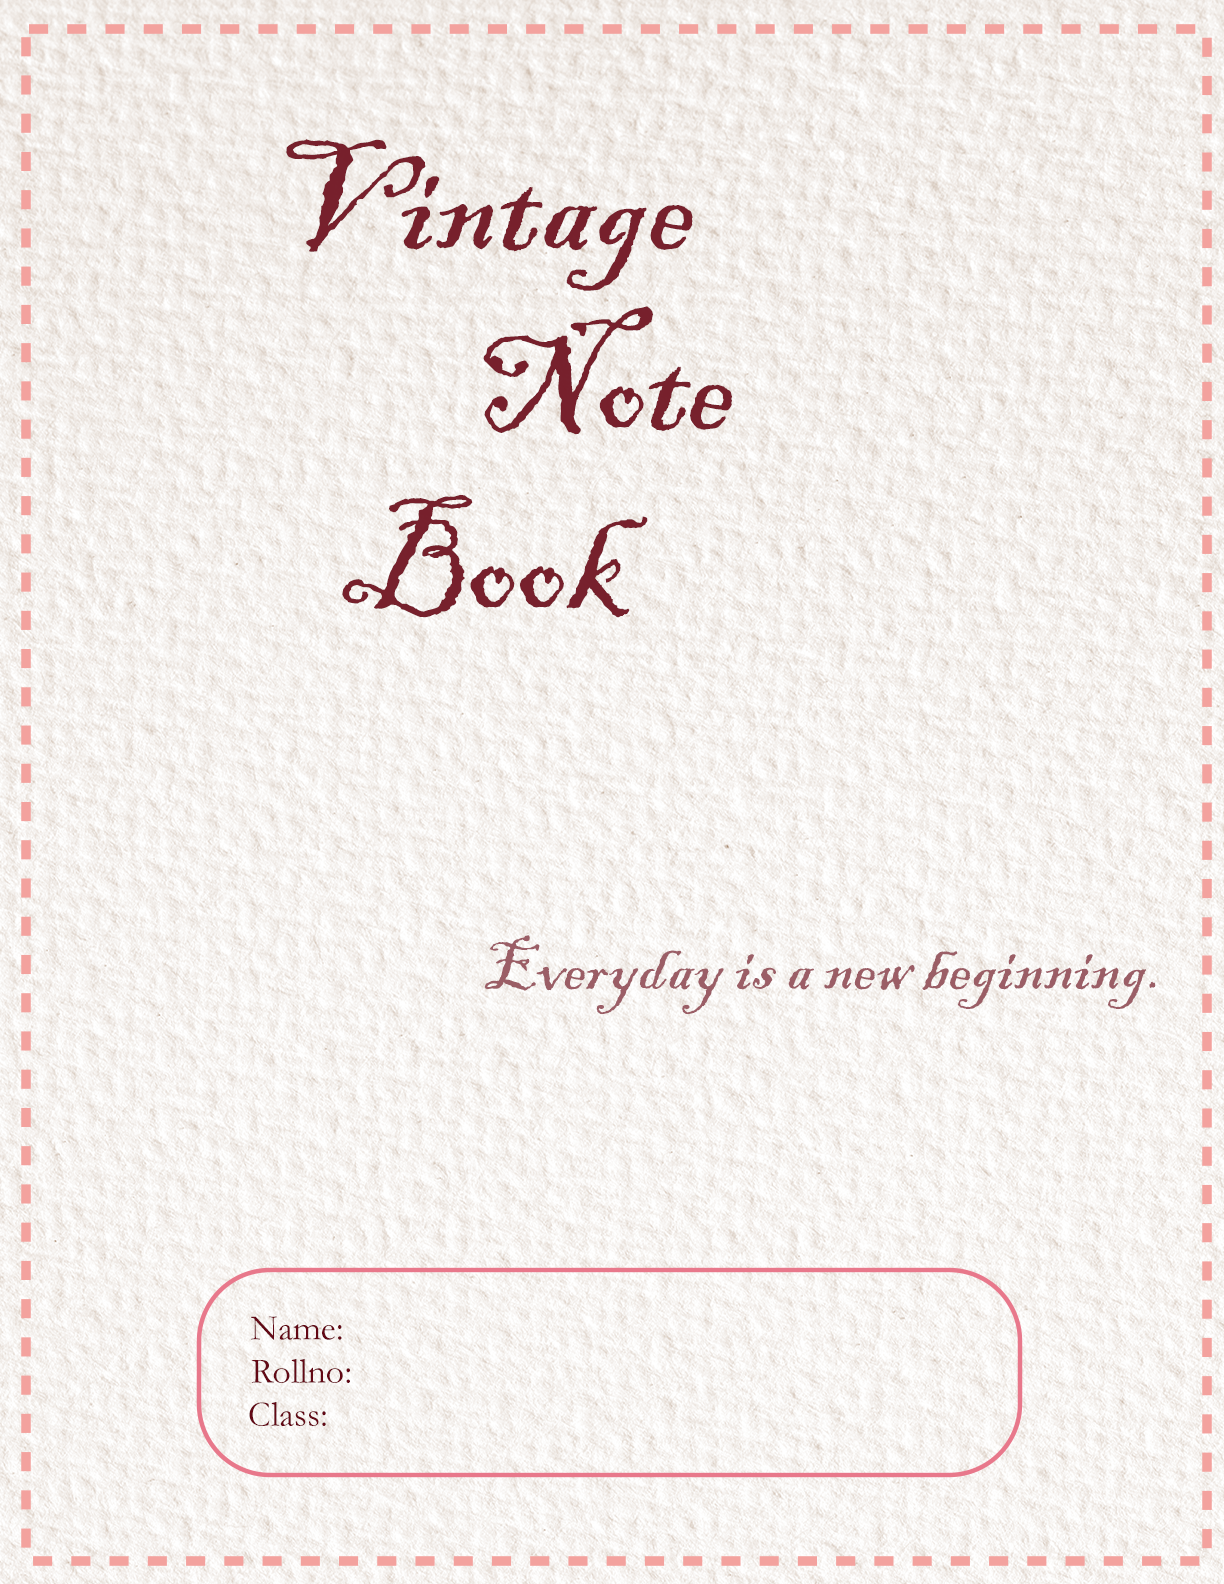 Vintage
Note
Book
Everyday is a new beginning.
Name:
Rollno:
Class: